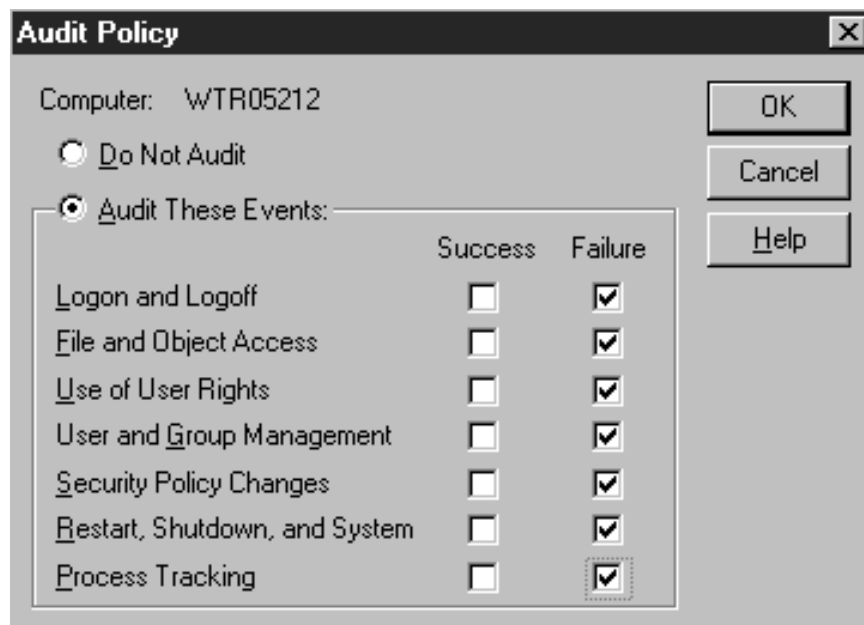 Audit Policy
Computer: WTR05212
OK
Do Not Audit
Cancel
Audit These Events:
Help
Success Failure
Logon and Logoff
File and Object Access
Use of User Rights
User and Group Management
Security Policy Changes
Restart, Shutdown, and System
Process Tracking